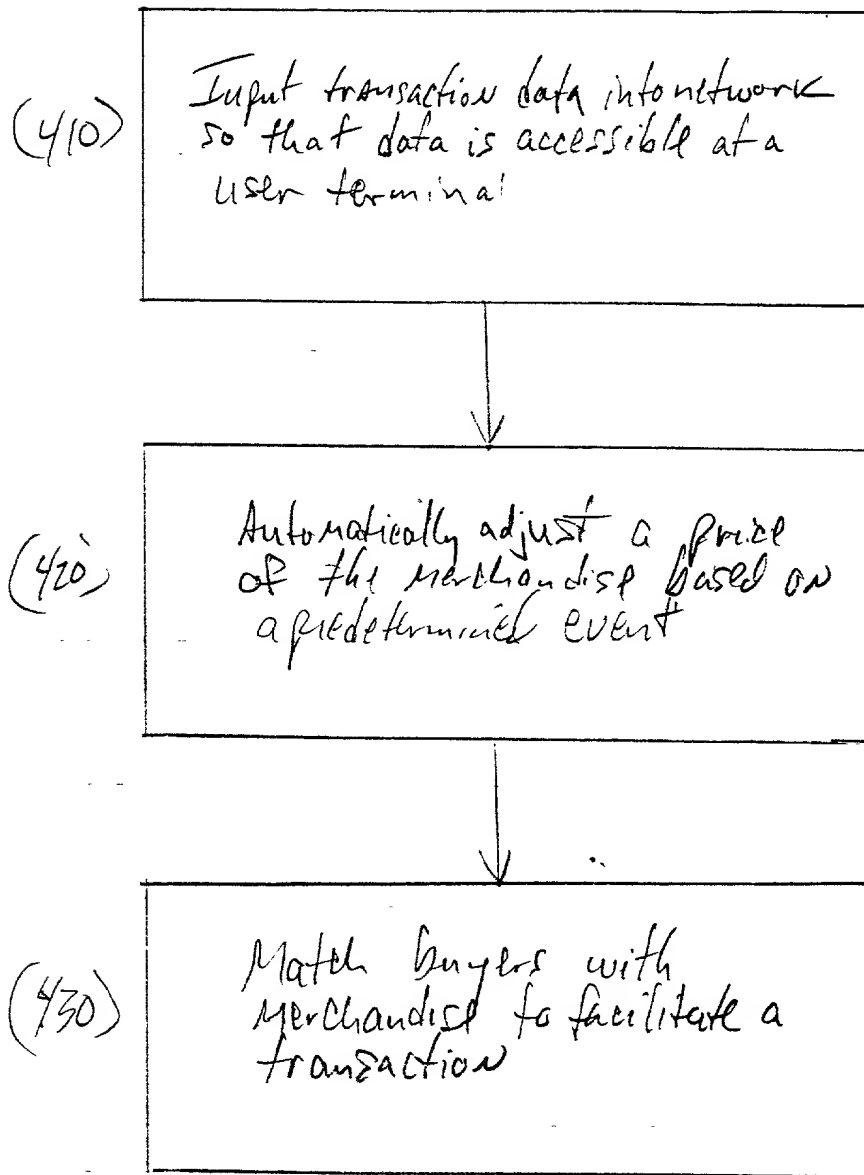 (410)
Input transaction data into network
so that data is accessible at a
user terminal
(420)
Automatically adjust a price
of the merchandise based on
a predetermined event
(430)
Match buyers with
Merchandise to facilitate a
transaction